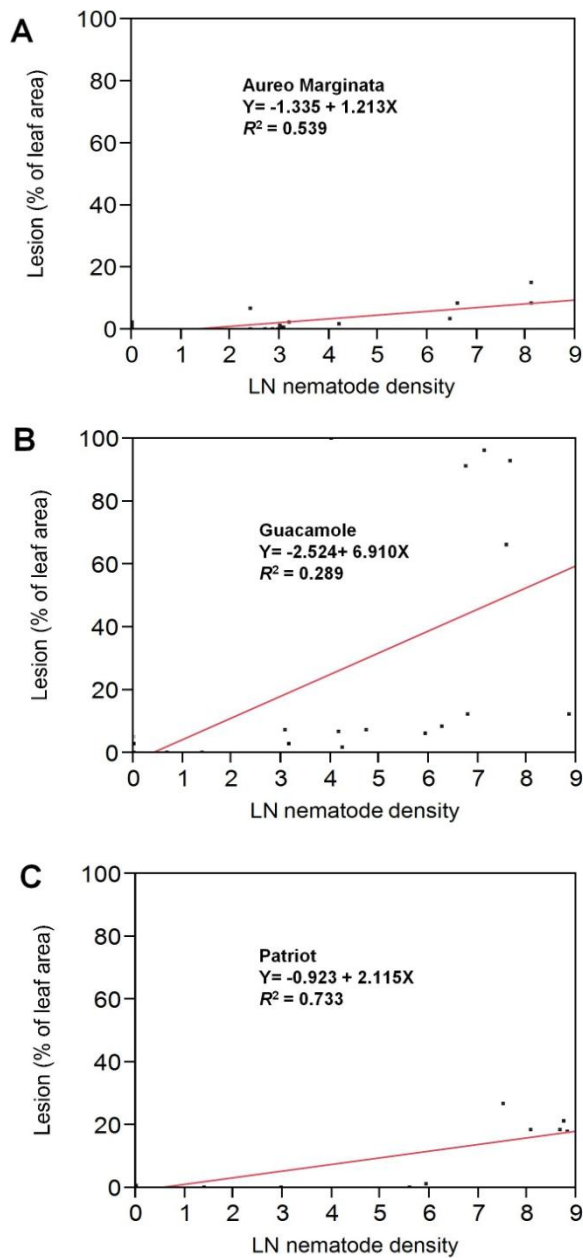 A
Lesion (% of leaf area)
100
80
60
40
20
0
Aureo Marginata
Y= -1.335 + 1.213X
R² = 0.539
0 1 2 3 4 5 6 7 8 9
LN nematode density
B
Lesion (% of leaf area)
100
80
60
40
20
0
Guacamole
Y= -2.524+ 6.910X
R² = 0.289
0 1 2 3 4 5 6 7 8 9
LN nematode density
C
Lesion (% of leaf area)
100
80
60
40
20
0
Patriot
Y= -0.923 + 2.115X
R² = 0.733
0 1 2 3 4 5 6 7 8 9
LN nematode density